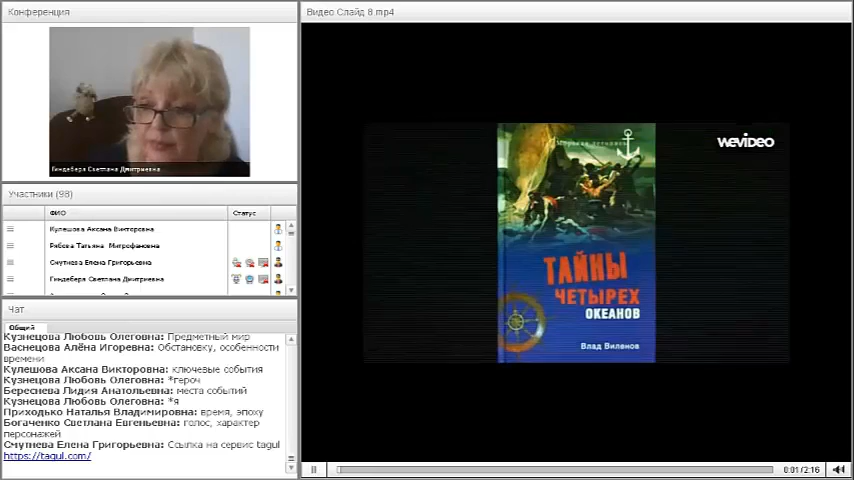 Конференция
Гиндеберя Светлана Дмитриевна
Участники (98)
ФИО
Статус
Кулешова Аксана Викторовна
Рябова Татьяна Митрофановна
Смутнева Елена Григорьевна
Гиндеберя Светлана Дмитриевна
Чат
Общий
Кузнецова Любовь Олеговна: Предметный мир
Васнецова Алёна Игоревна: Обстановку, особенности
времени
Кулешова Аксана Викторовна: ключевые события
Кузнецова Любовь Олеговна: *героч
Береснева Лидия Анатольевна: места событий
Кузнецова Любовь Олеговна: *я
Приходько Наталья Владимировна: время, эпоху
Богаченко Светлана Евгеньевна: голос, характер
персонажей
Смутнева Елена Григорьевна: Ссылка на сервис tagul
https://tagul.com/
Видео Слайд 8.mp4
Морская летопись
WEVIDEO
ТАЙНЫ
ЧЕТЫРЕХ
ОКЕАНОВ
Влад Виленов
0:01/2:16